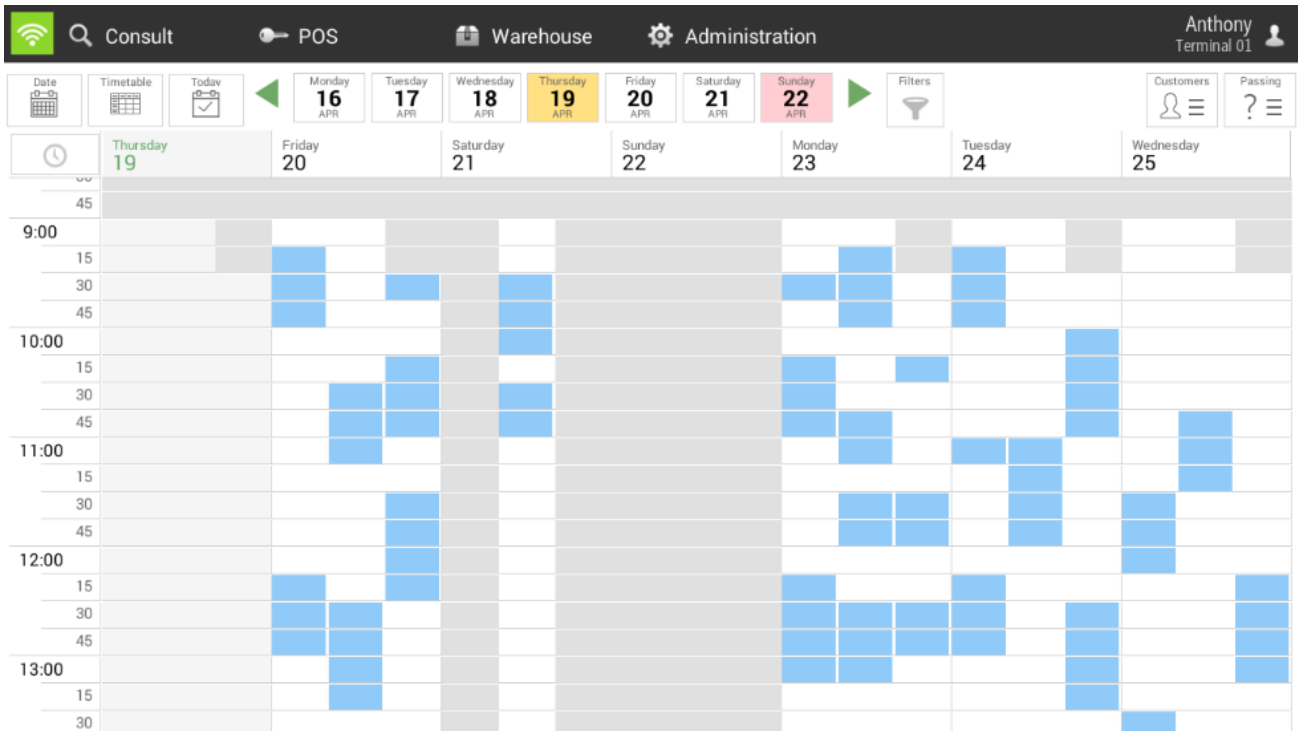 Consult POS Warehouse Administration Anthony
Terminal 01
Date Timetable Today Monday Tuesday Wednesday Thursday Friday Saturday Sunday Filters Customers Passing
16 17 18 19 20 21 22
APR APR APR APR APR APR APR
Thursday Friday Saturday Sunday Monday Tuesday Wednesday
19 20 21 22 23 24 25
45
9:00
15
30
45
10:00
15
30
45
11:00
15
30
45
12:00
15
30
45
13:00
15
30